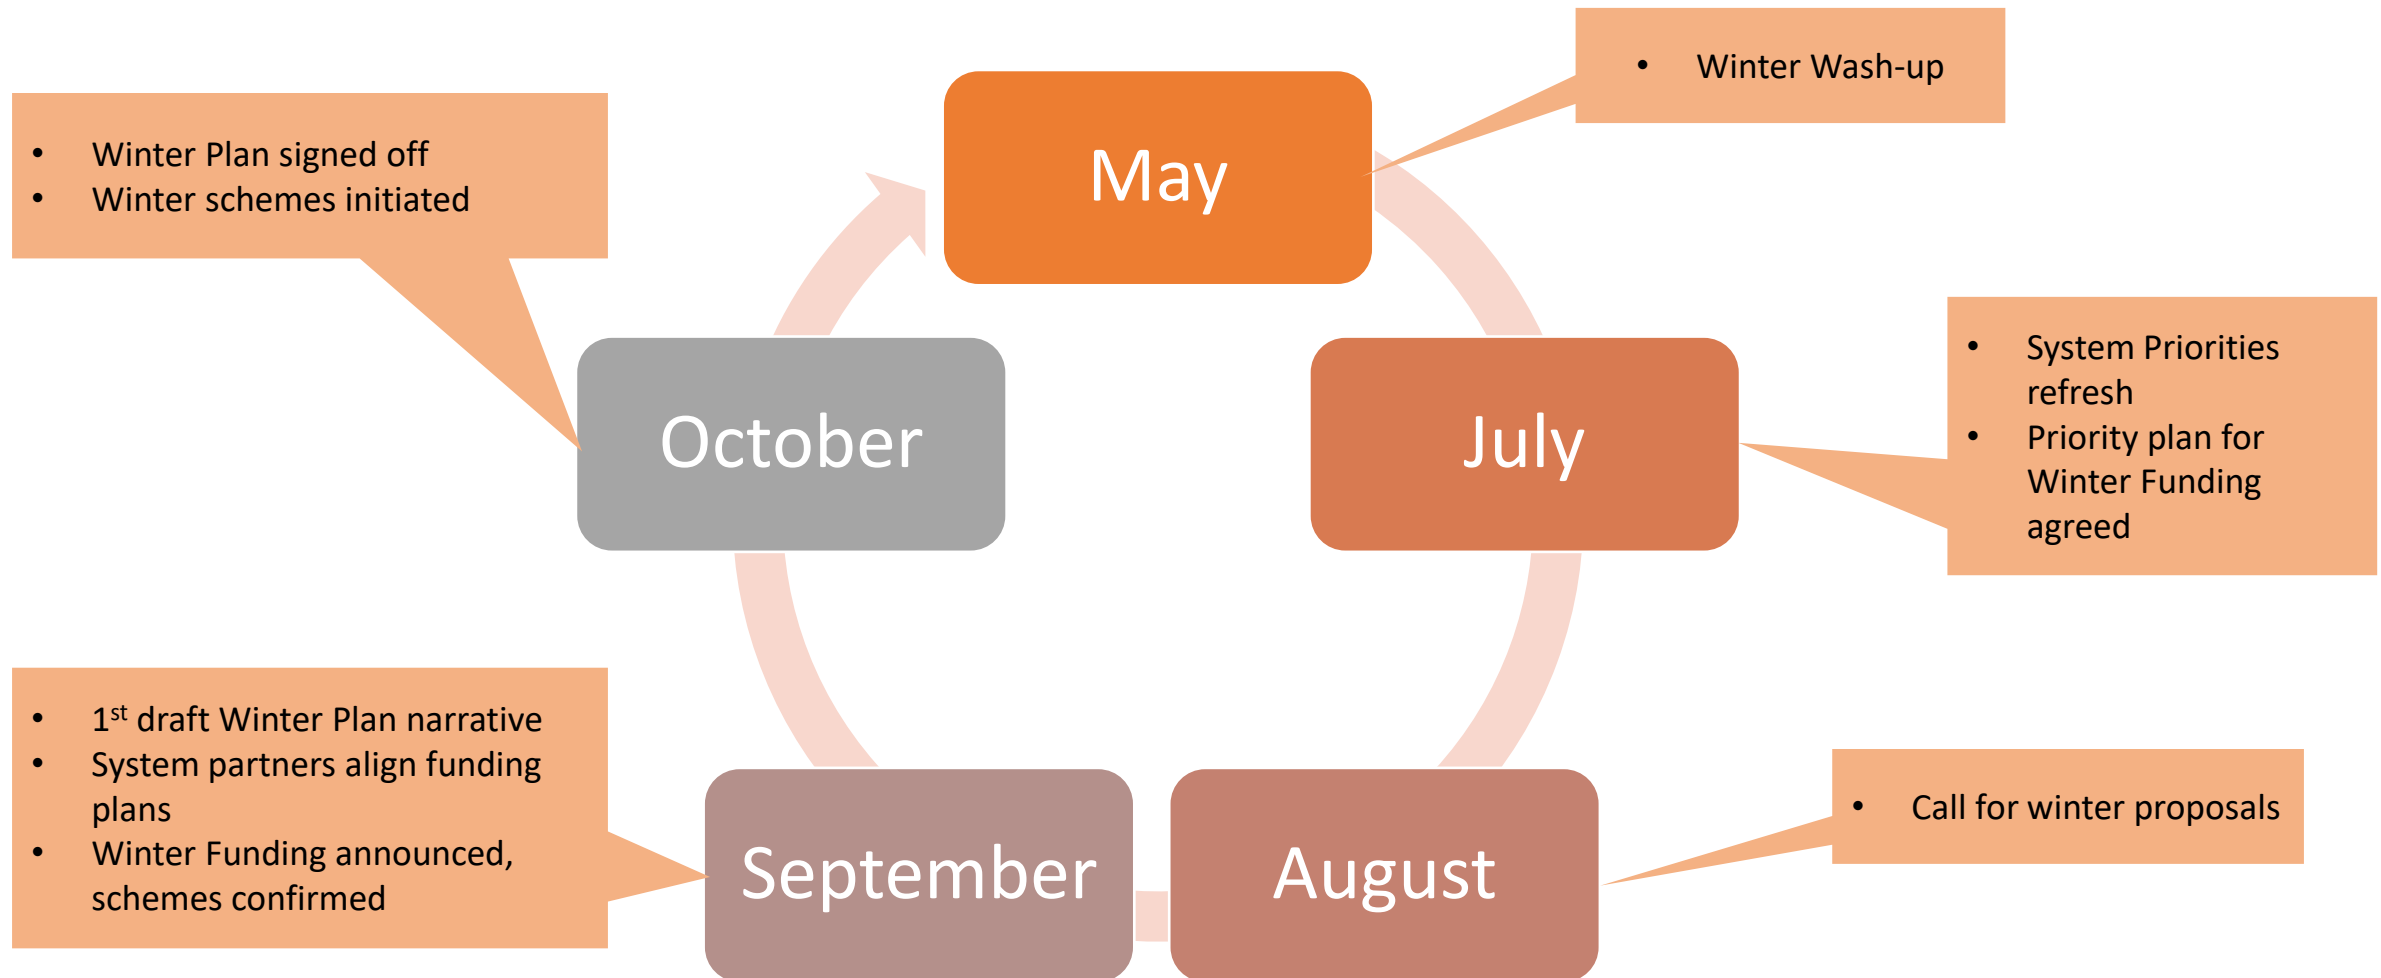 May
• Winter Wash-up
July
• System Priorities
refresh
• Priority plan for
Winter Funding
agreed
August
• Call for winter proposals
September
• 1st draft Winter Plan narrative
• System partners align funding
plans
• Winter Funding announced,
schemes confirmed
October
• Winter Plan signed off
• Winter schemes initiated